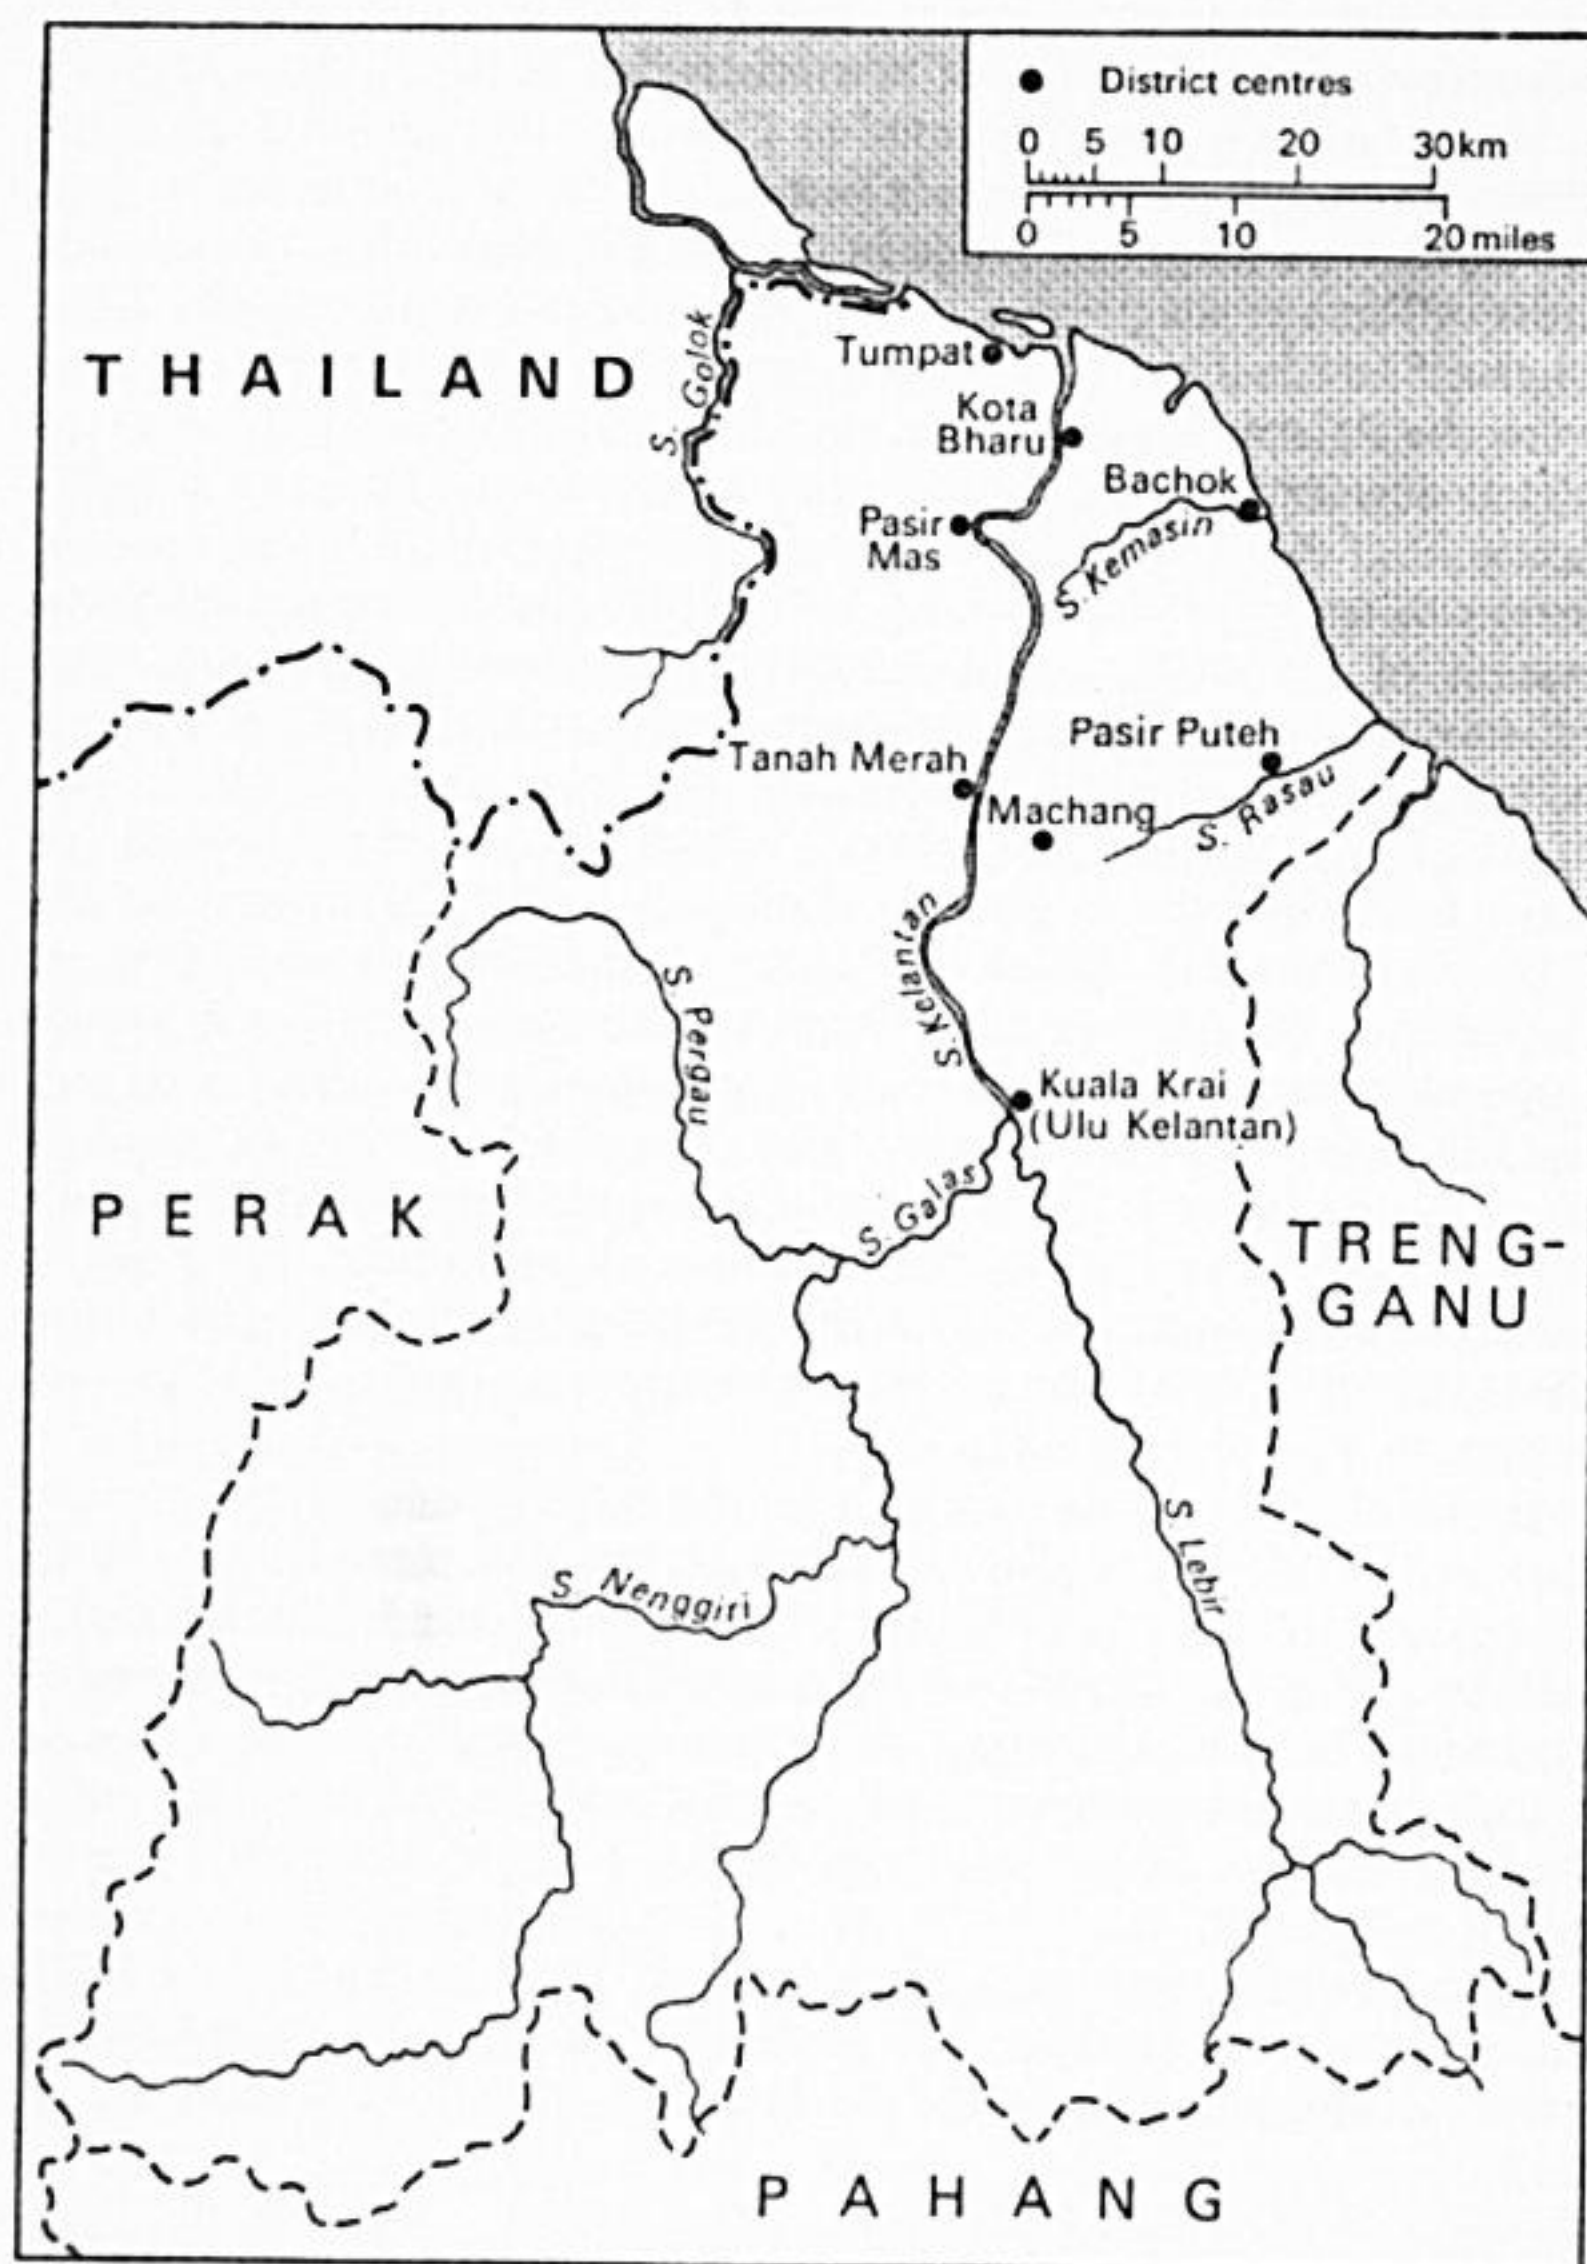 District centres
0 5 10 20 30km
0 5 10 20 miles
THAILAND
S. Golok
Tumpat
Kota
Bharu
Bachok
S. Kemasin
Pasir
Mas
Pasir Puteh
Tanah Merah
Machang
S. Rasau
S. Kelantan
S Pergau
Kuala Krai
(Ulu Kelantan)
S. Galas
PERAK
TRENG-
GANU
S. Lebir
S. Nenggiri
PAHANG